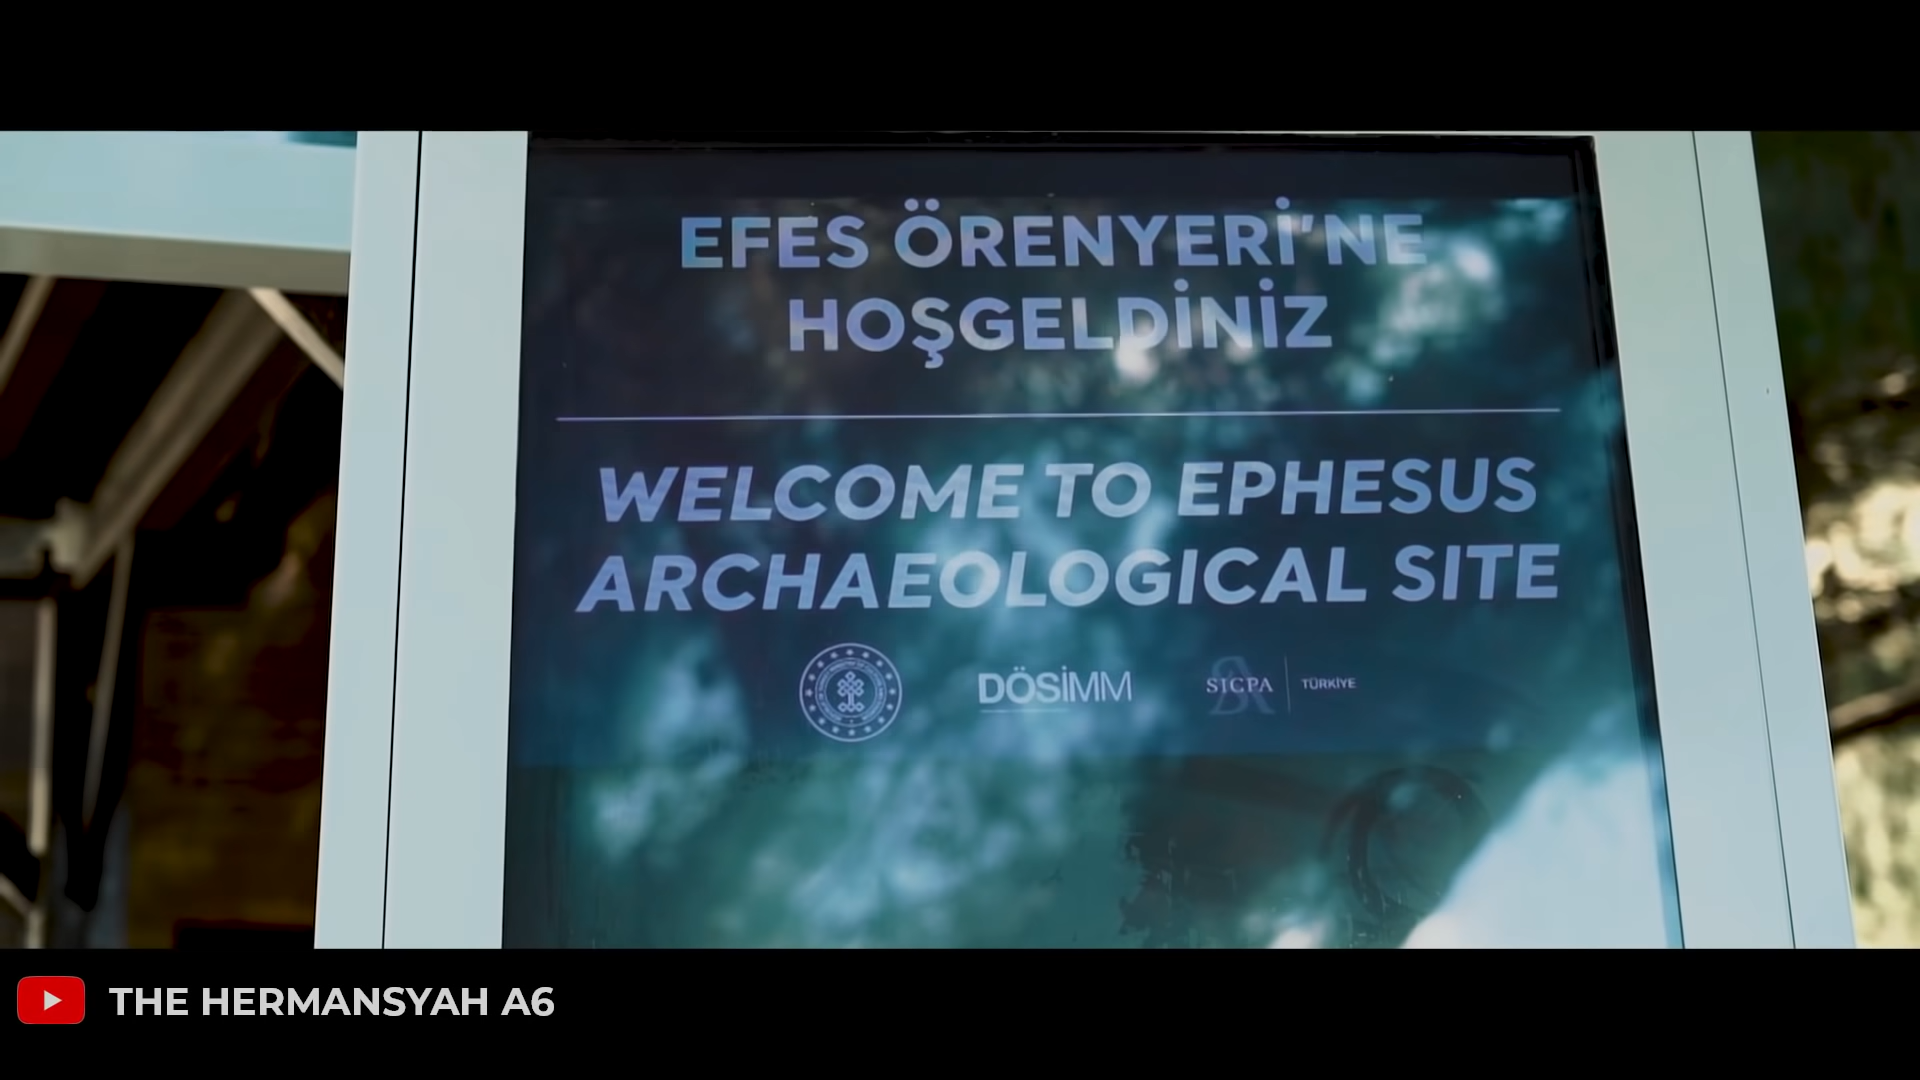 EFES ÖRENYERİ'NE
HOŞGELDİNİZ
WELCOME TO EPHESUS
ARCHAEOLOGICAL SITE
DÖSİMM
SICPA TÜRKİYE
THE HERMANSYAH A6